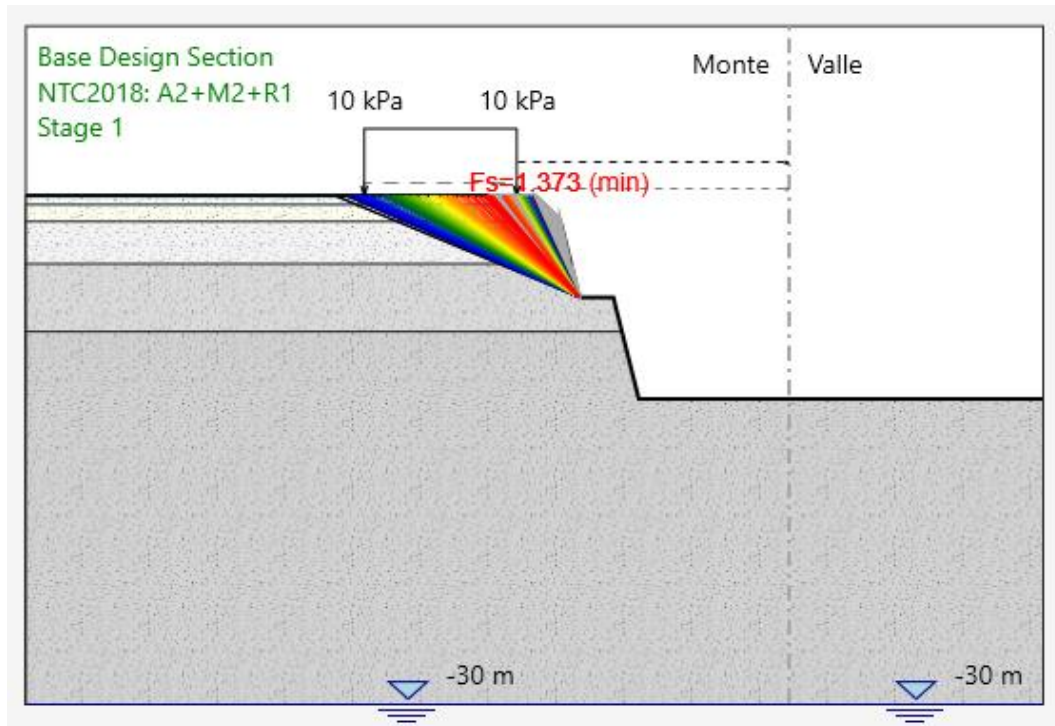 Base Design Section
NTC2018: A2+M2+R1
Stage 1
10 kPa
10 kPa
Monte
Valle
Fs=1.373 (min)
-30 m
-30 m